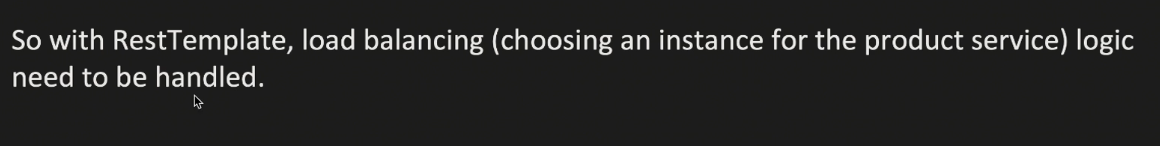 So with RestTemplate, load balancing (choosing an instance for the product service) logic
need to be handled.